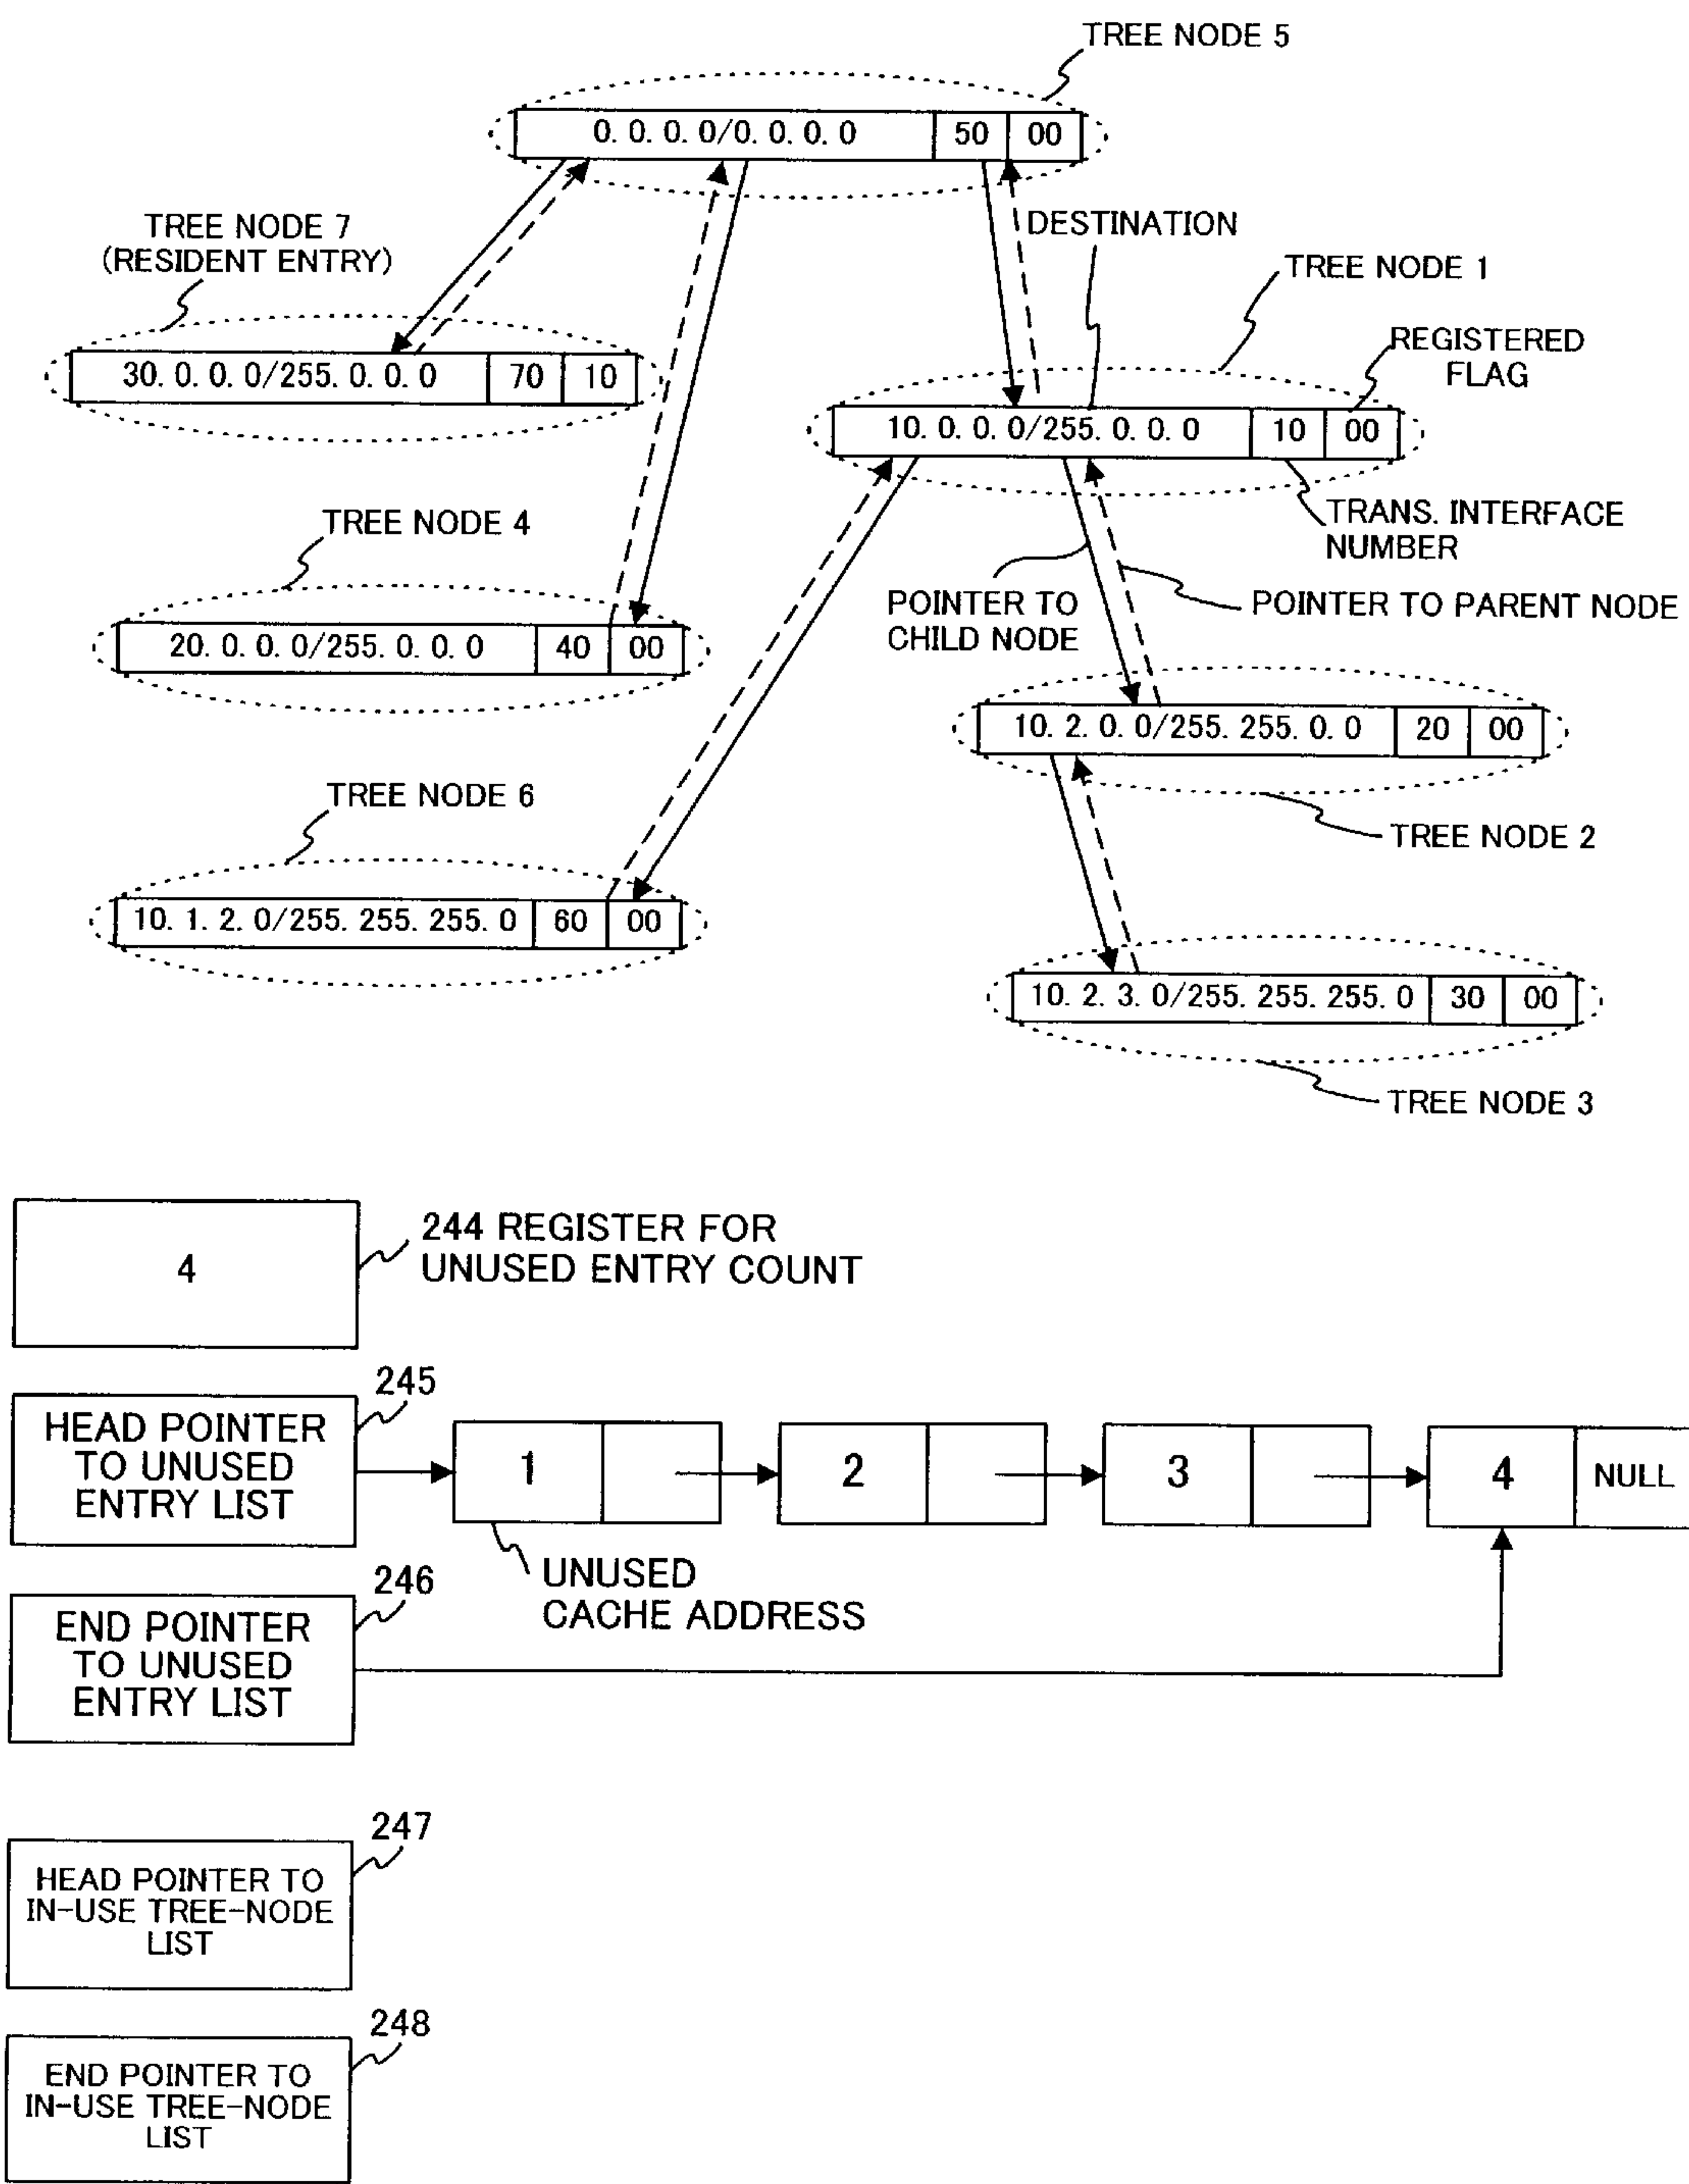 TREE NODE 5
0. 0. 0. 0/0. 0. 0. 0 50 00
TREE NODE 7
(RESIDENT ENTRY)
DESTINATION
TREE NODE 1
30. 0. 0. 0/255. 0. 0. 0 70 10
REGISTERED
FLAG
10. 0. 0. 0/255. 0. 0. 0 10 00
TREE NODE 4
TRANS. INTERFACE
NUMBER
POINTER TO
CHILD NODE
POINTER TO PARENT NODE
20. 0. 0. 0/255. 0. 0. 0 40 00
10. 2. 0. 0/255. 255. 0. 0 20 00
TREE NODE 6
TREE NODE 2
10. 1. 2. 0/255. 255. 255. 0 60 00
10. 2. 3. 0/255. 255. 255. 0 30 00
TREE NODE 3
4
244 REGISTER FOR
UNUSED ENTRY COUNT
245
HEAD POINTER
TO UNUSED
ENTRY LIST
1
2
3
4 NULL
UNUSED
CACHE ADDRESS
246
END POINTER
TO UNUSED
ENTRY LIST
247
HEAD POINTER TO
IN-USE TREE-NODE
LIST
248
END POINTER TO
IN-USE TREE-NODE
LIST